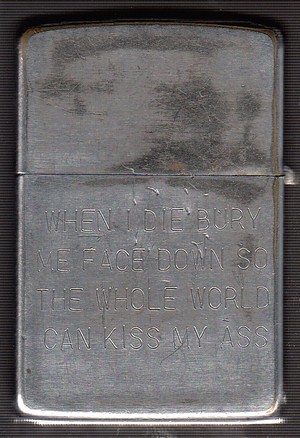 WHEN I DIE BURY
ME FACE DOWN SO
THE WHOLE WORLD
CAN KISS MY ASS